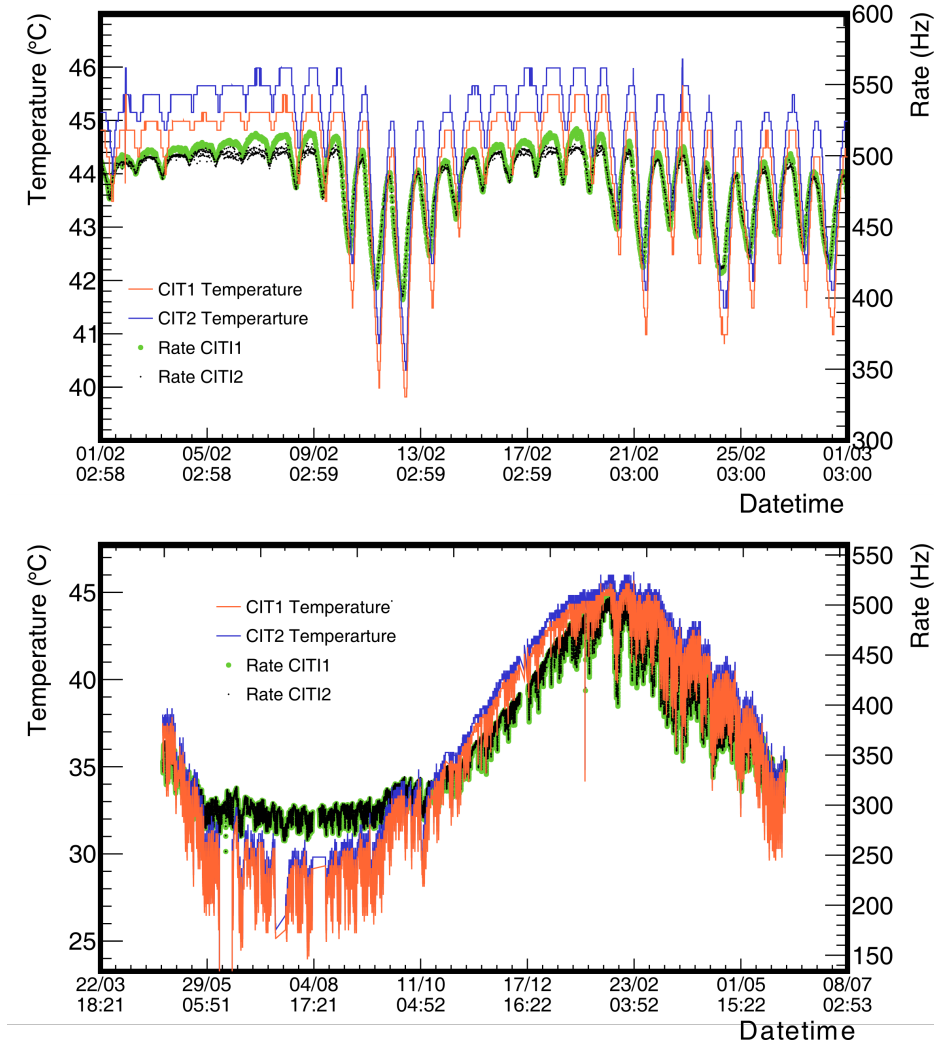 Temperature (ºC)
46
45
44
43
42
41
40
600
550
500
450
400
350
300
Rate (Hz)
CIT1 Temperature
CIT2 Temperarture
Rate CITI1
Rate CITI2
01/02 05/02 09/02 13/02 17/02 21/02 25/02 01/03
02:58 02:58 02:59 02:59 02:59 03:00 03:00 03:00
Datetime
Temperature (ºC)
45
40
35
30
25
550
500
450
400
350
300
250
200
150
Rate (Hz)
CIT1 Temperature
CIT2 Temperarture
Rate CITI1
Rate CITI2
22/03 29/05 04/08 11/10 17/12 23/02 01/05 08/07
18:21 05:51 17:21 04:52 16:22 03:52 15:22 02:53
Datetime